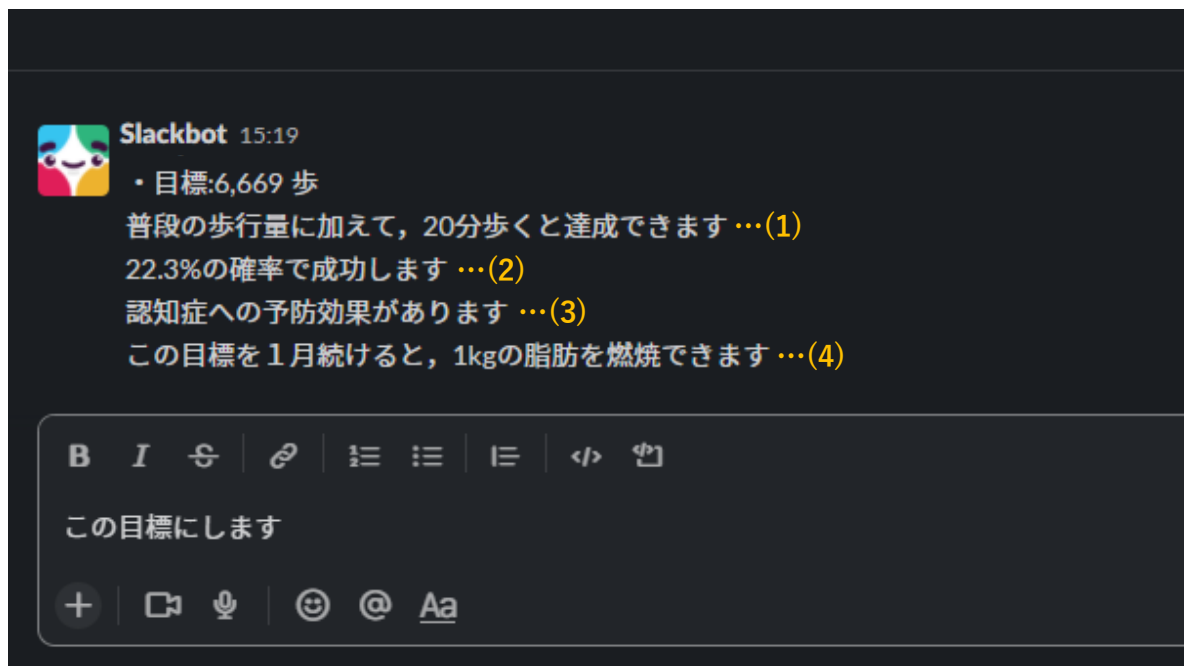 Slackbot 15:19
・目標:6,669 歩
普段の歩行量に加えて，20分歩くと達成できます …(1)
22.3%の確率で成功します …(2)
認知症への予防効果があります …(3)
この目標を１月続けると，1kgの脂肪を燃焼できます …(4)
B I S
この目標にします
@ Aa